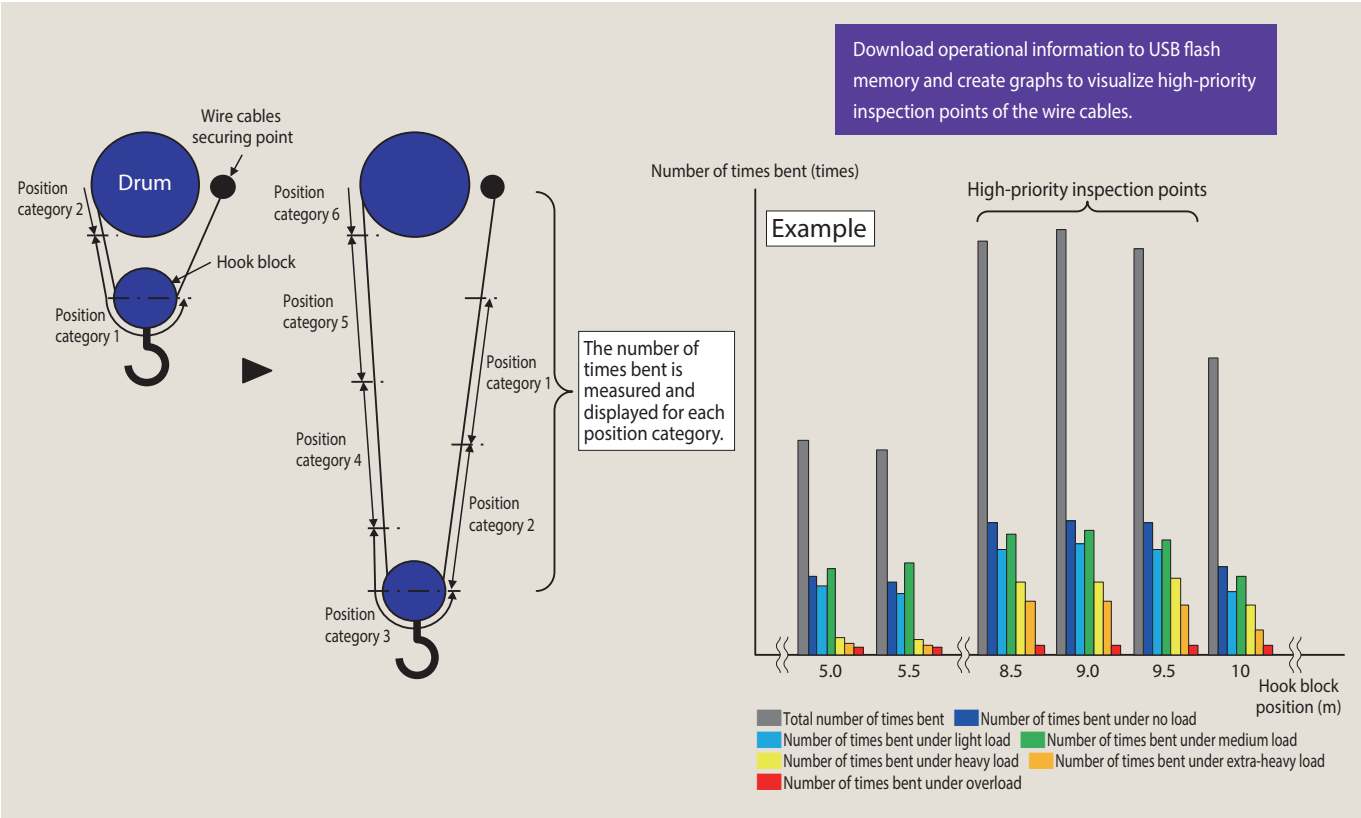 Download operational information to USB flash
memory and create graphs to visualize high-priority
inspection points of the wire cables.
Wire cables
securing point
Drum
Position
category 2
Hook block
Position
category 1
Position
category 6
Position
category 5
Position
category 4
Position
category 3
Position
category 1
Position
category 2
The number of
times bent is
measured and
displayed for each
position category.
Number of times bent (times)
Example
High-priority inspection points
5.0
5.5
8.5
9.0
9.5
10
Hook block
position (m)
Total number of times bent
Number of times bent under no load
Number of times bent under light load
Number of times bent under medium load
Number of times bent under heavy load
Number of times bent under extra-heavy load
Number of times bent under overload